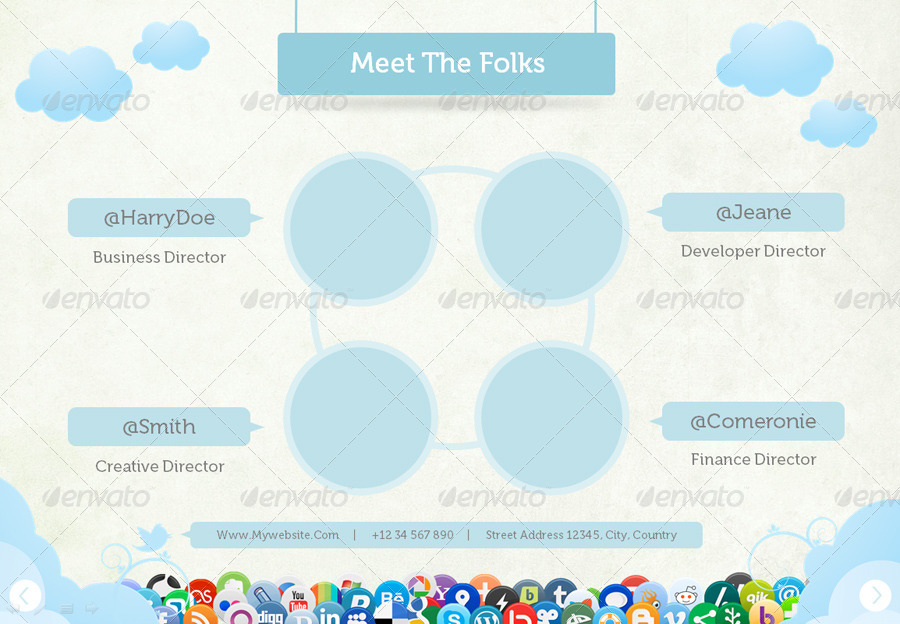 Meet The Folks
envato envato envato envato envato
@HarryDoe
Business Director
@Jeane
Developer Director
envato envato envato envato envato
@Smith
Creative Director
@Comeronie
Finance Director
envato envato envato envato envato
Www.Mywebsite.Com | +12 34 567 890 | Street Address 12345, City, Country
You
Tube
Bē
digg
in
qik